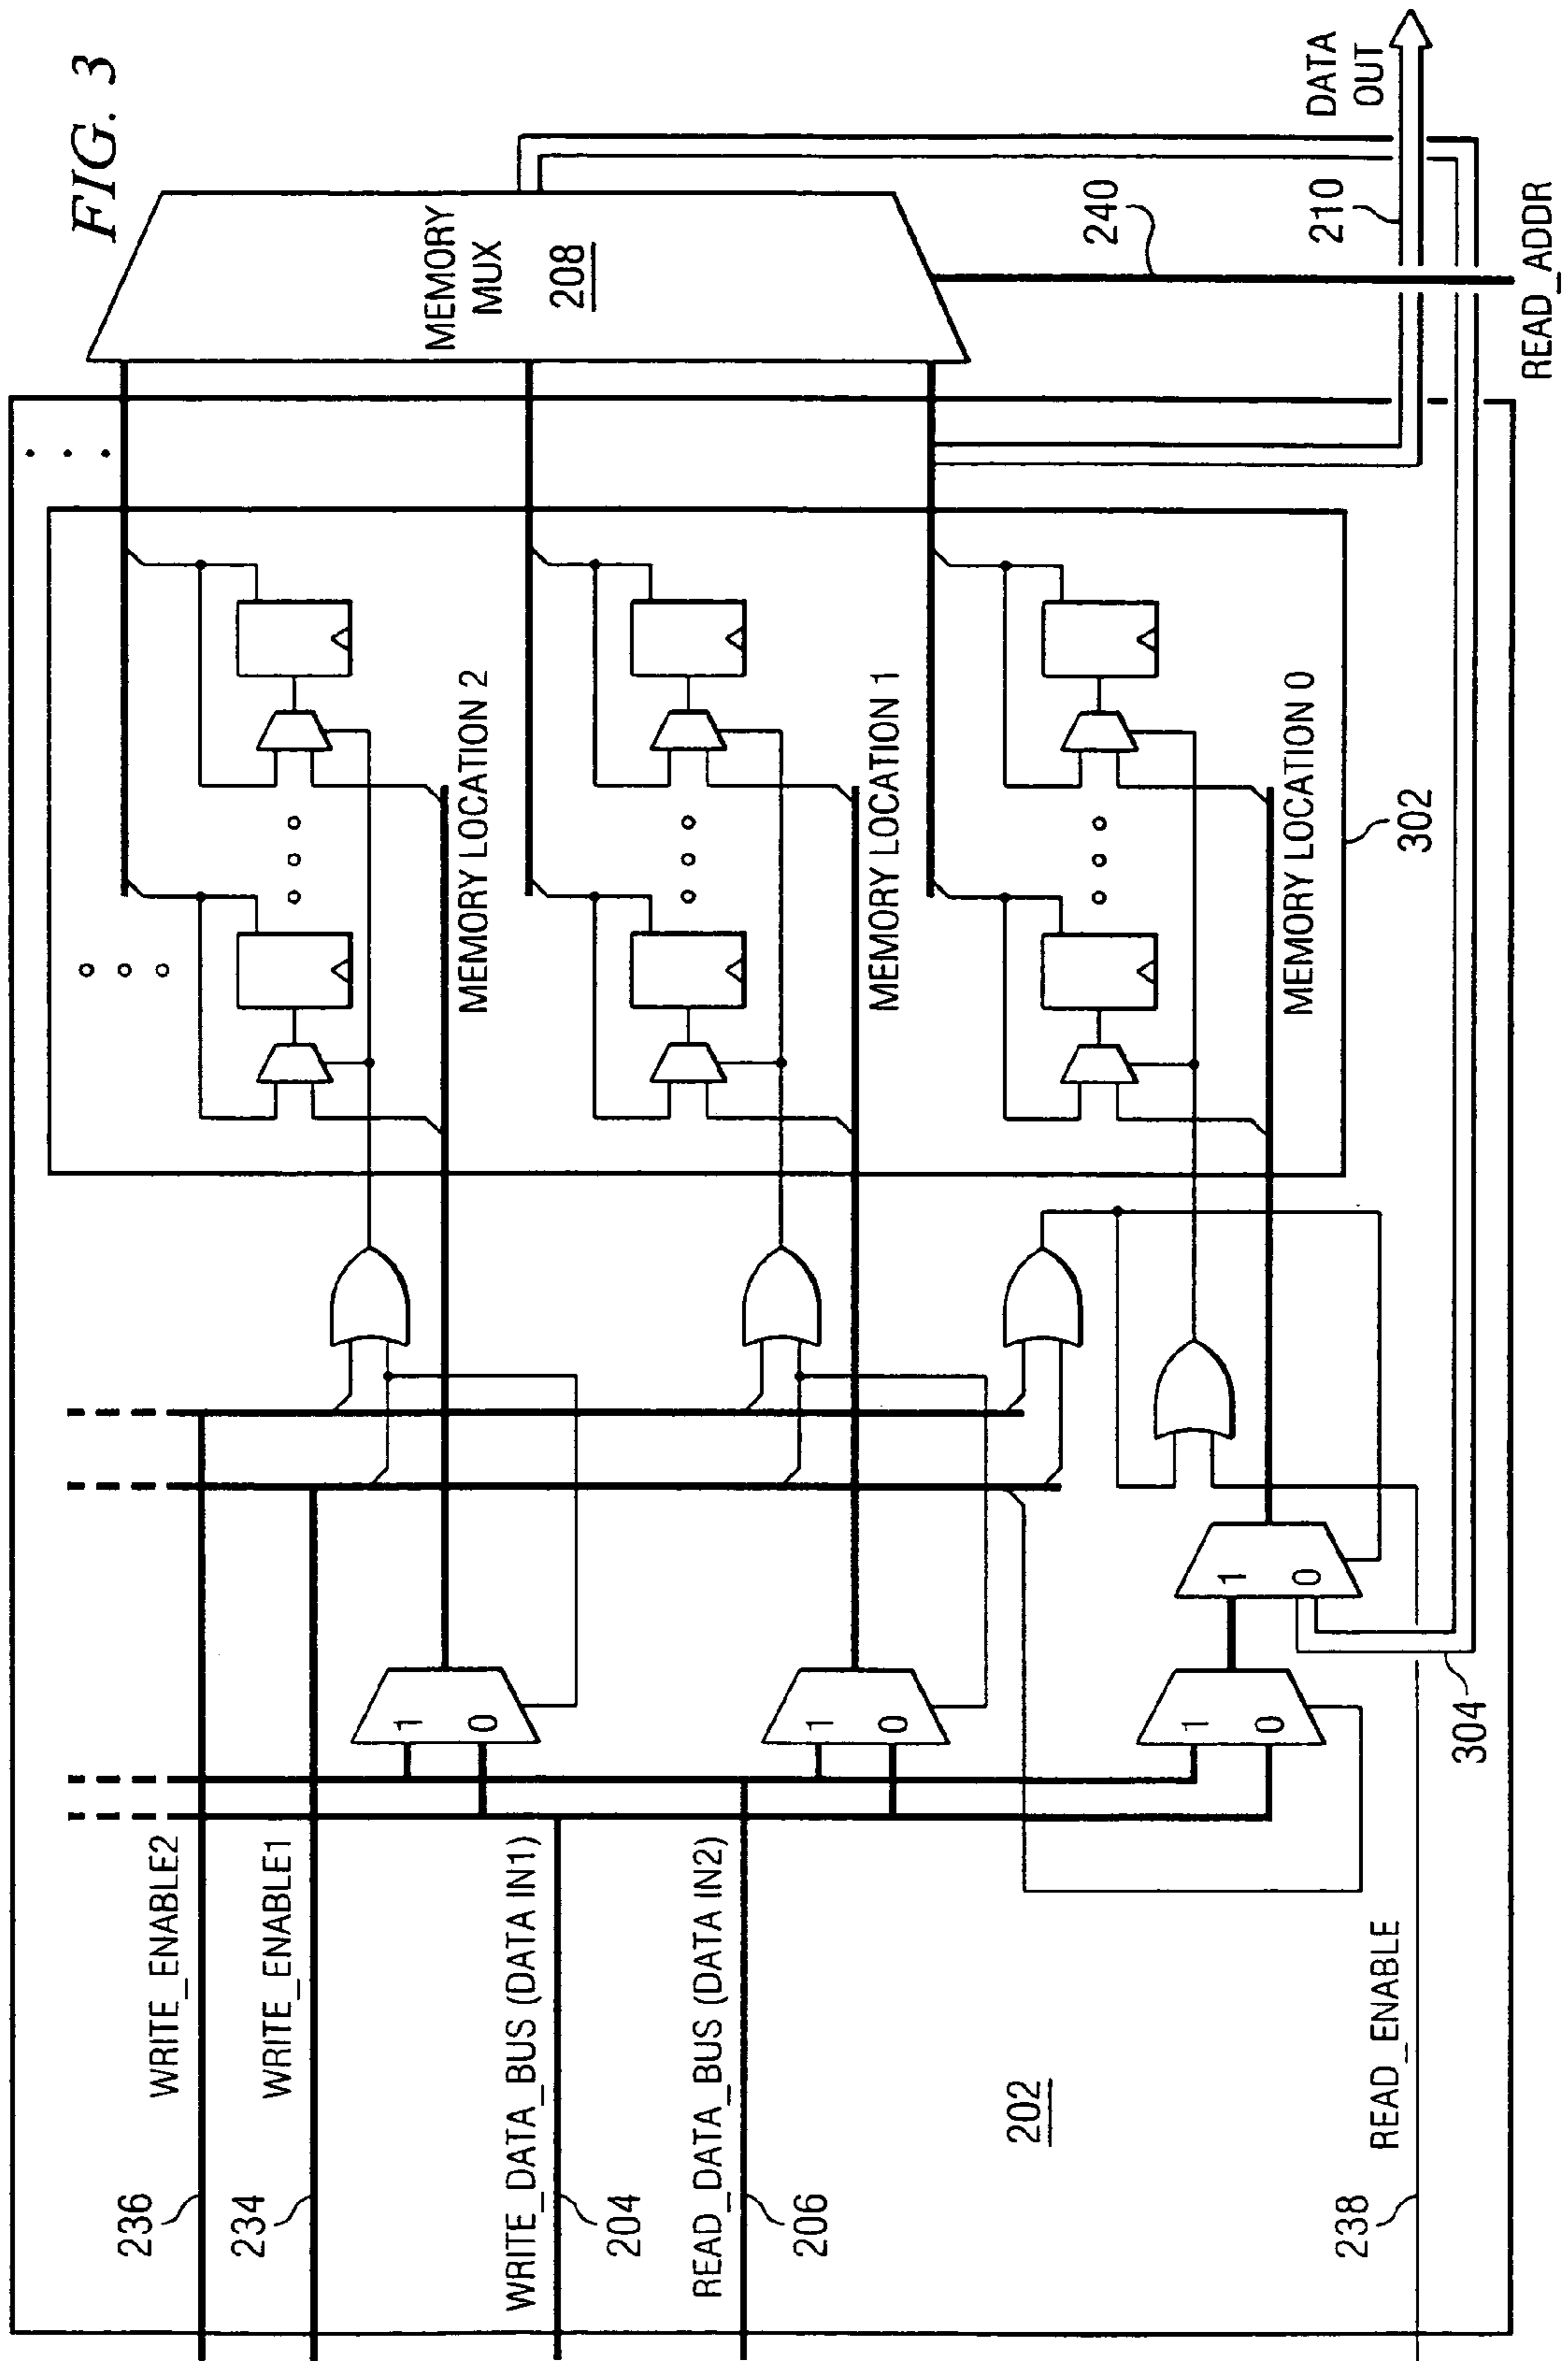 FIG. 3
236
WRITE_ENABLE2
234
WRITE_ENABLE1
WRITE_DATA_BUS (DATA IN1)
204
READ_DATA_BUS (DATA IN2)
206
202
238
READ_ENABLE
304
1
0
1
0
1
0
1
0
MEMORY LOCATION 2
MEMORY LOCATION 1
MEMORY LOCATION 0
302
MEMORY
MUX
208
240
210
DATA
OUT
READ_ADDR